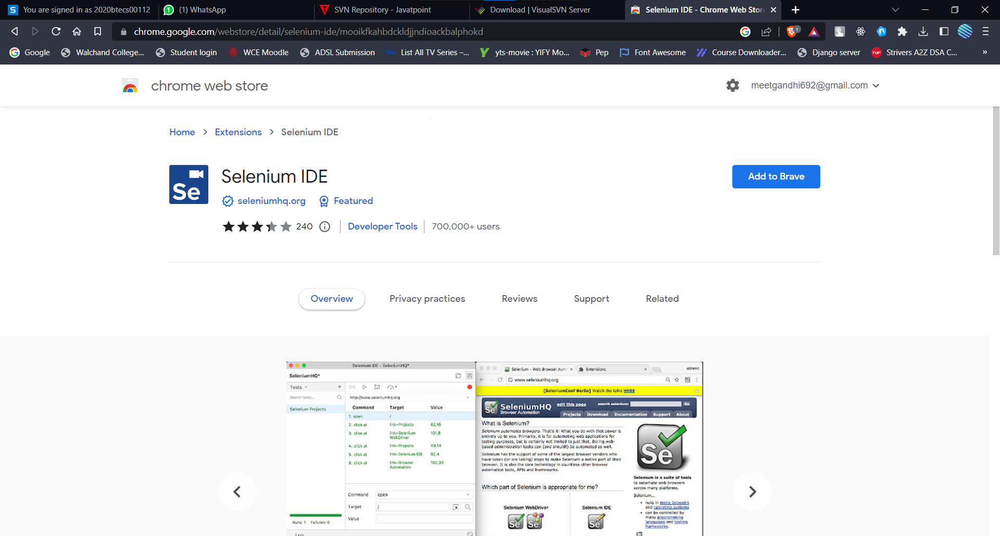 You are signed in as 2020btecs00112
(1) WhatsApp
SVN Repository - Javatpoint
Download | VisualSVN Server
Selenium IDE - Chrome Web Store
chrome.google.com/webstore/detail/selenium-ide/mooikfkahbdckldjjndioackbalphokd
Google
Walchand College...
Student login
WCE Moodle
ADSL Submission
List All TV Series –...
yts-movie : YIFY Mo...
Pep
Font Awesome
Course Downloader...
Django server
Strivers A2Z DSA C...
»
chrome web store
meetgandhi692@gmail.com
Home > Extensions > Selenium IDE
Se
Selenium IDE
Add to Brave
seleniumhq.org
Featured
240
Developer Tools
700,000+ users
Overview
Privacy practices
Reviews
Support
Related
Selenium IDE - SeleniumHQ*
SeleniumHQ*
Tests
Search tests...
http://www.seleniumhq.org
Command Target Value
Selenium Projects
1. open /
2. click at link=Projects 62,16
3. click at link=Selenium WebDriver 101,8
4. click at link=Projects 49,14
5. click at link=Selenium IDE 82,4
6. click at link=Browser Automation 182,30
Command open
Target /
Value
Runs: 1 Failures: 0
Log
Selenium - Web Browser Auto
Extensions
www.seleniumhq.org
[SeleniumConf Berlin] Watch the talks HERE
SeleniumHQ
Browser Automation
edit this page
search selenium:
Go
Projects Download Documentation Support About
What is Selenium?
Selenium automates browsers. That's it! What you do with that power is
entirely up to you. Primarily, it is for automating web applications for
testing purposes, but is certainly not limited to just that. Boring web-
based administration tasks can (and should!) be automated as well.
Selenium has the support of some of the largest browser vendors who
have taken (or are taking) steps to make Selenium a native part of their
browser. It is also the core technology in countless other browser
automation tools, APIs and frameworks.
Which part of Selenium is appropriate for me?
Selenium WebDriver
Selenium IDE
Se
Selenium is a suite of tools
to automate web browsers
across many platforms.
Selenium...
runs in many browsers
and operating systems
can be controlled by
many programming
languages and testing
frameworks.